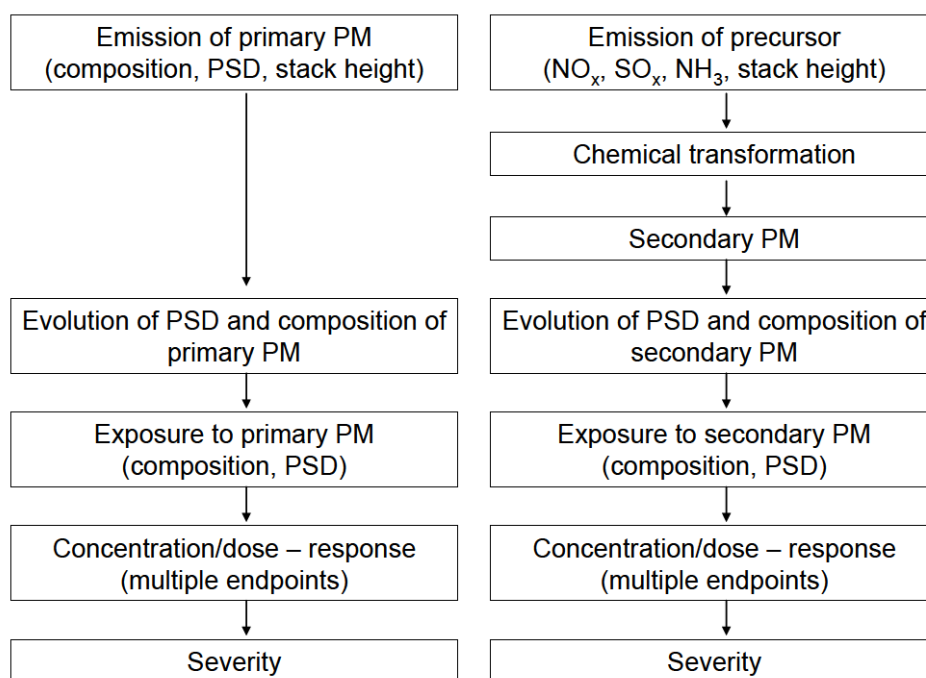 Emission of primary PM
(composition, PSD, stack height)
Evolution of PSD and composition of
primary PM
Exposure to primary PM
(composition, PSD)
Concentration/dose – response
(multiple endpoints)
Severity
Emission of precursor
(NOx, SOx, NH3, stack height)
Chemical transformation
Secondary PM
Evolution of PSD and composition of
secondary PM
Exposure to secondary PM
(composition, PSD)
Concentration/dose – response
(multiple endpoints)
Severity